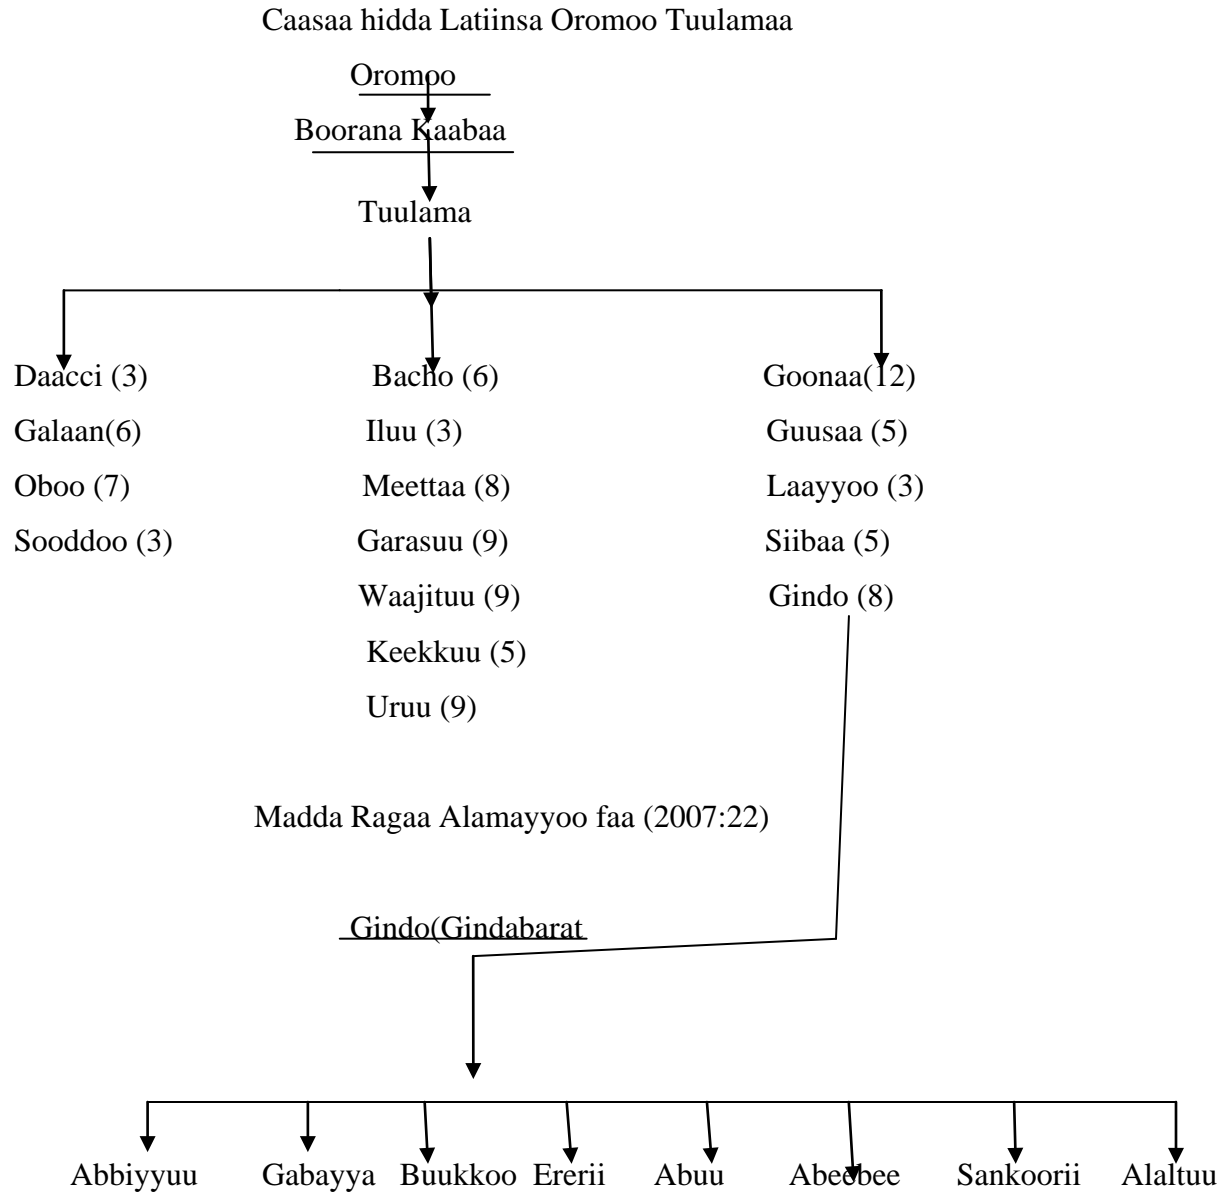 Caasaa hidda Latiinsa Oromoo Tuulamaa
Oromoo
Boorana Kaabaa
Tuulama
Daacci (3) Bacho (6) Goonaa(12)
Galaan(6) Iluu (3) Guusaa (5)
Oboo (7) Meettaa (8) Laayyoo (3)
Sooddoo (3) Garasuu (9) Siibaa (5)
Waajituu (9) Gindo (8)
Keekkuu (5)
Uruu (9)
Madda Ragaa Alamayyoo faa (2007:22)
Gindo(Gindabarat
Abbiyyuu Gabayya Buukkoo Ererii Abuu Abeebee Sankoorii Alaltuu